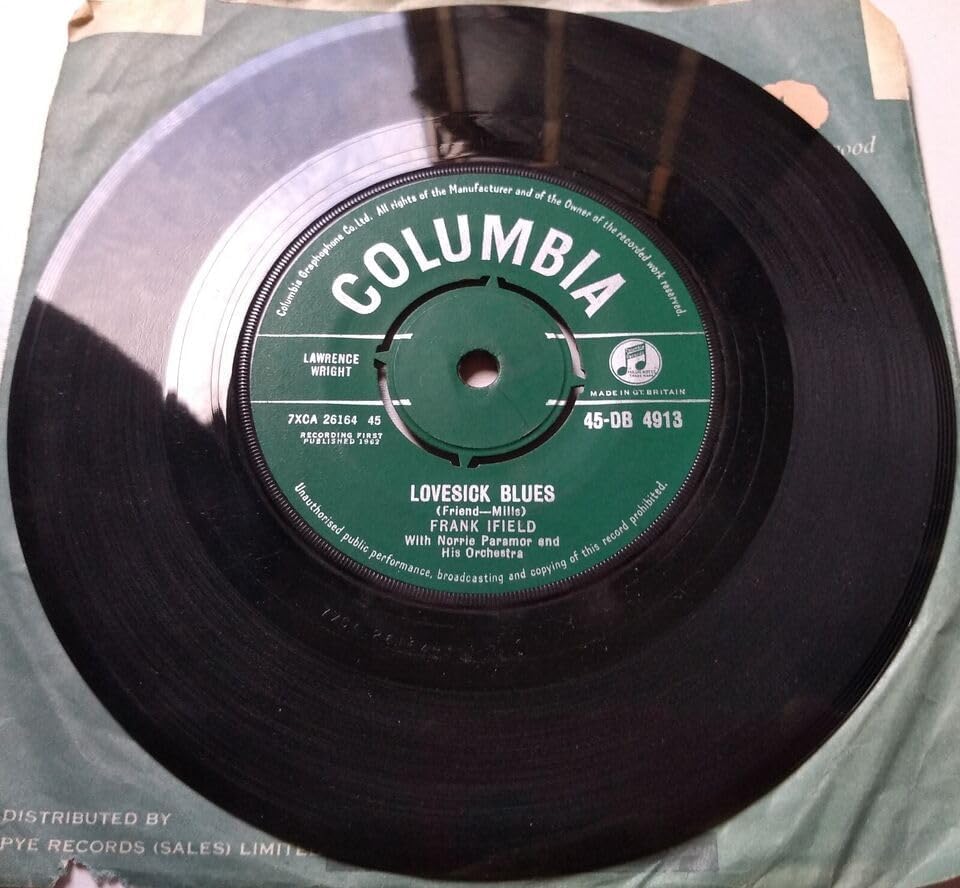 ood
Columbia Graphophone Co. Ltd. All rights of the Manufacturer and of the Owner of the recorded work reserved.
COLUMBIA
LAWRENCE
WRIGHT
MADE IN GT. BRITAIN
7XCA 26164 45
45-DB 4913
RECORDING FIRST
PUBLISHED 1962
LOVESICK BLUES
(Friend—Mills)
FRANK IFIELD
With Norrie Paramor and
His Orchestra
Unauthorised public performance, broadcasting and copying of this record prohibited.
DISTRIBUTED BY
PYE RECORDS (SALES) LIMITE